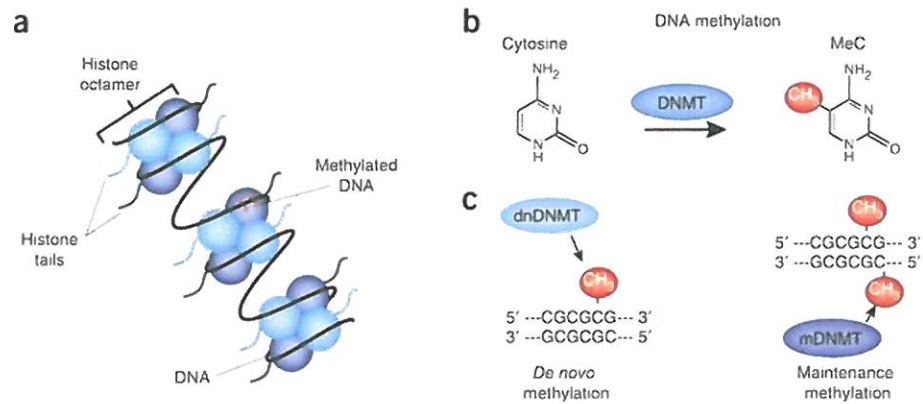 a
Histone
octamer
Methylated
DNA
Histone
tails
DNA
b
DNA methylation
Cytosine
MeC
NH₂
N
N
H
O
DNMT
CH₃
NH₂
N
N
H
O
c
dnDNMT
CH₃
5′ ---CGCGCG--- 3′
3′ ---GCGCGC--- 5′
De novo
methylation
CH₃
5′ ---CGCGCG--- 3′
3′ ---GCGCGC--- 5′
CH₃
mDNMT
Maintenance
methylation